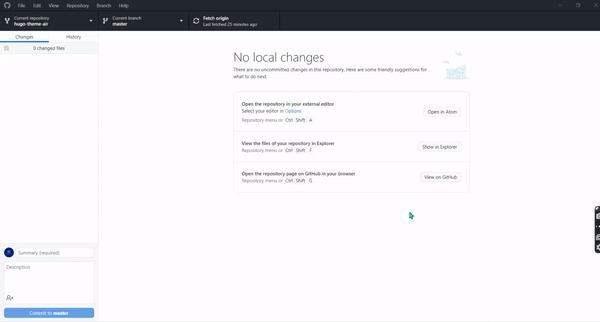 File Edit View Repository Branch Help
Current repository
hugo-theme-air
Current branch
master
Fetch origin
Last fetched 25 minutes ago
Changes
History
0 changed files
No local changes
There are no uncommitted changes in this repository. Here are some friendly suggestions for
what to do next.
Open the repository in your external editor
Select your editor in Options
Repository menu or Ctrl Shift A
Open in Atom
View the files of your repository in Explorer
Repository menu or Ctrl Shift F
Show in Explorer
Open the repository page on GitHub in your browser
Repository menu or Ctrl Shift G
View on GitHub
Summary (required)
Description
Commit to master